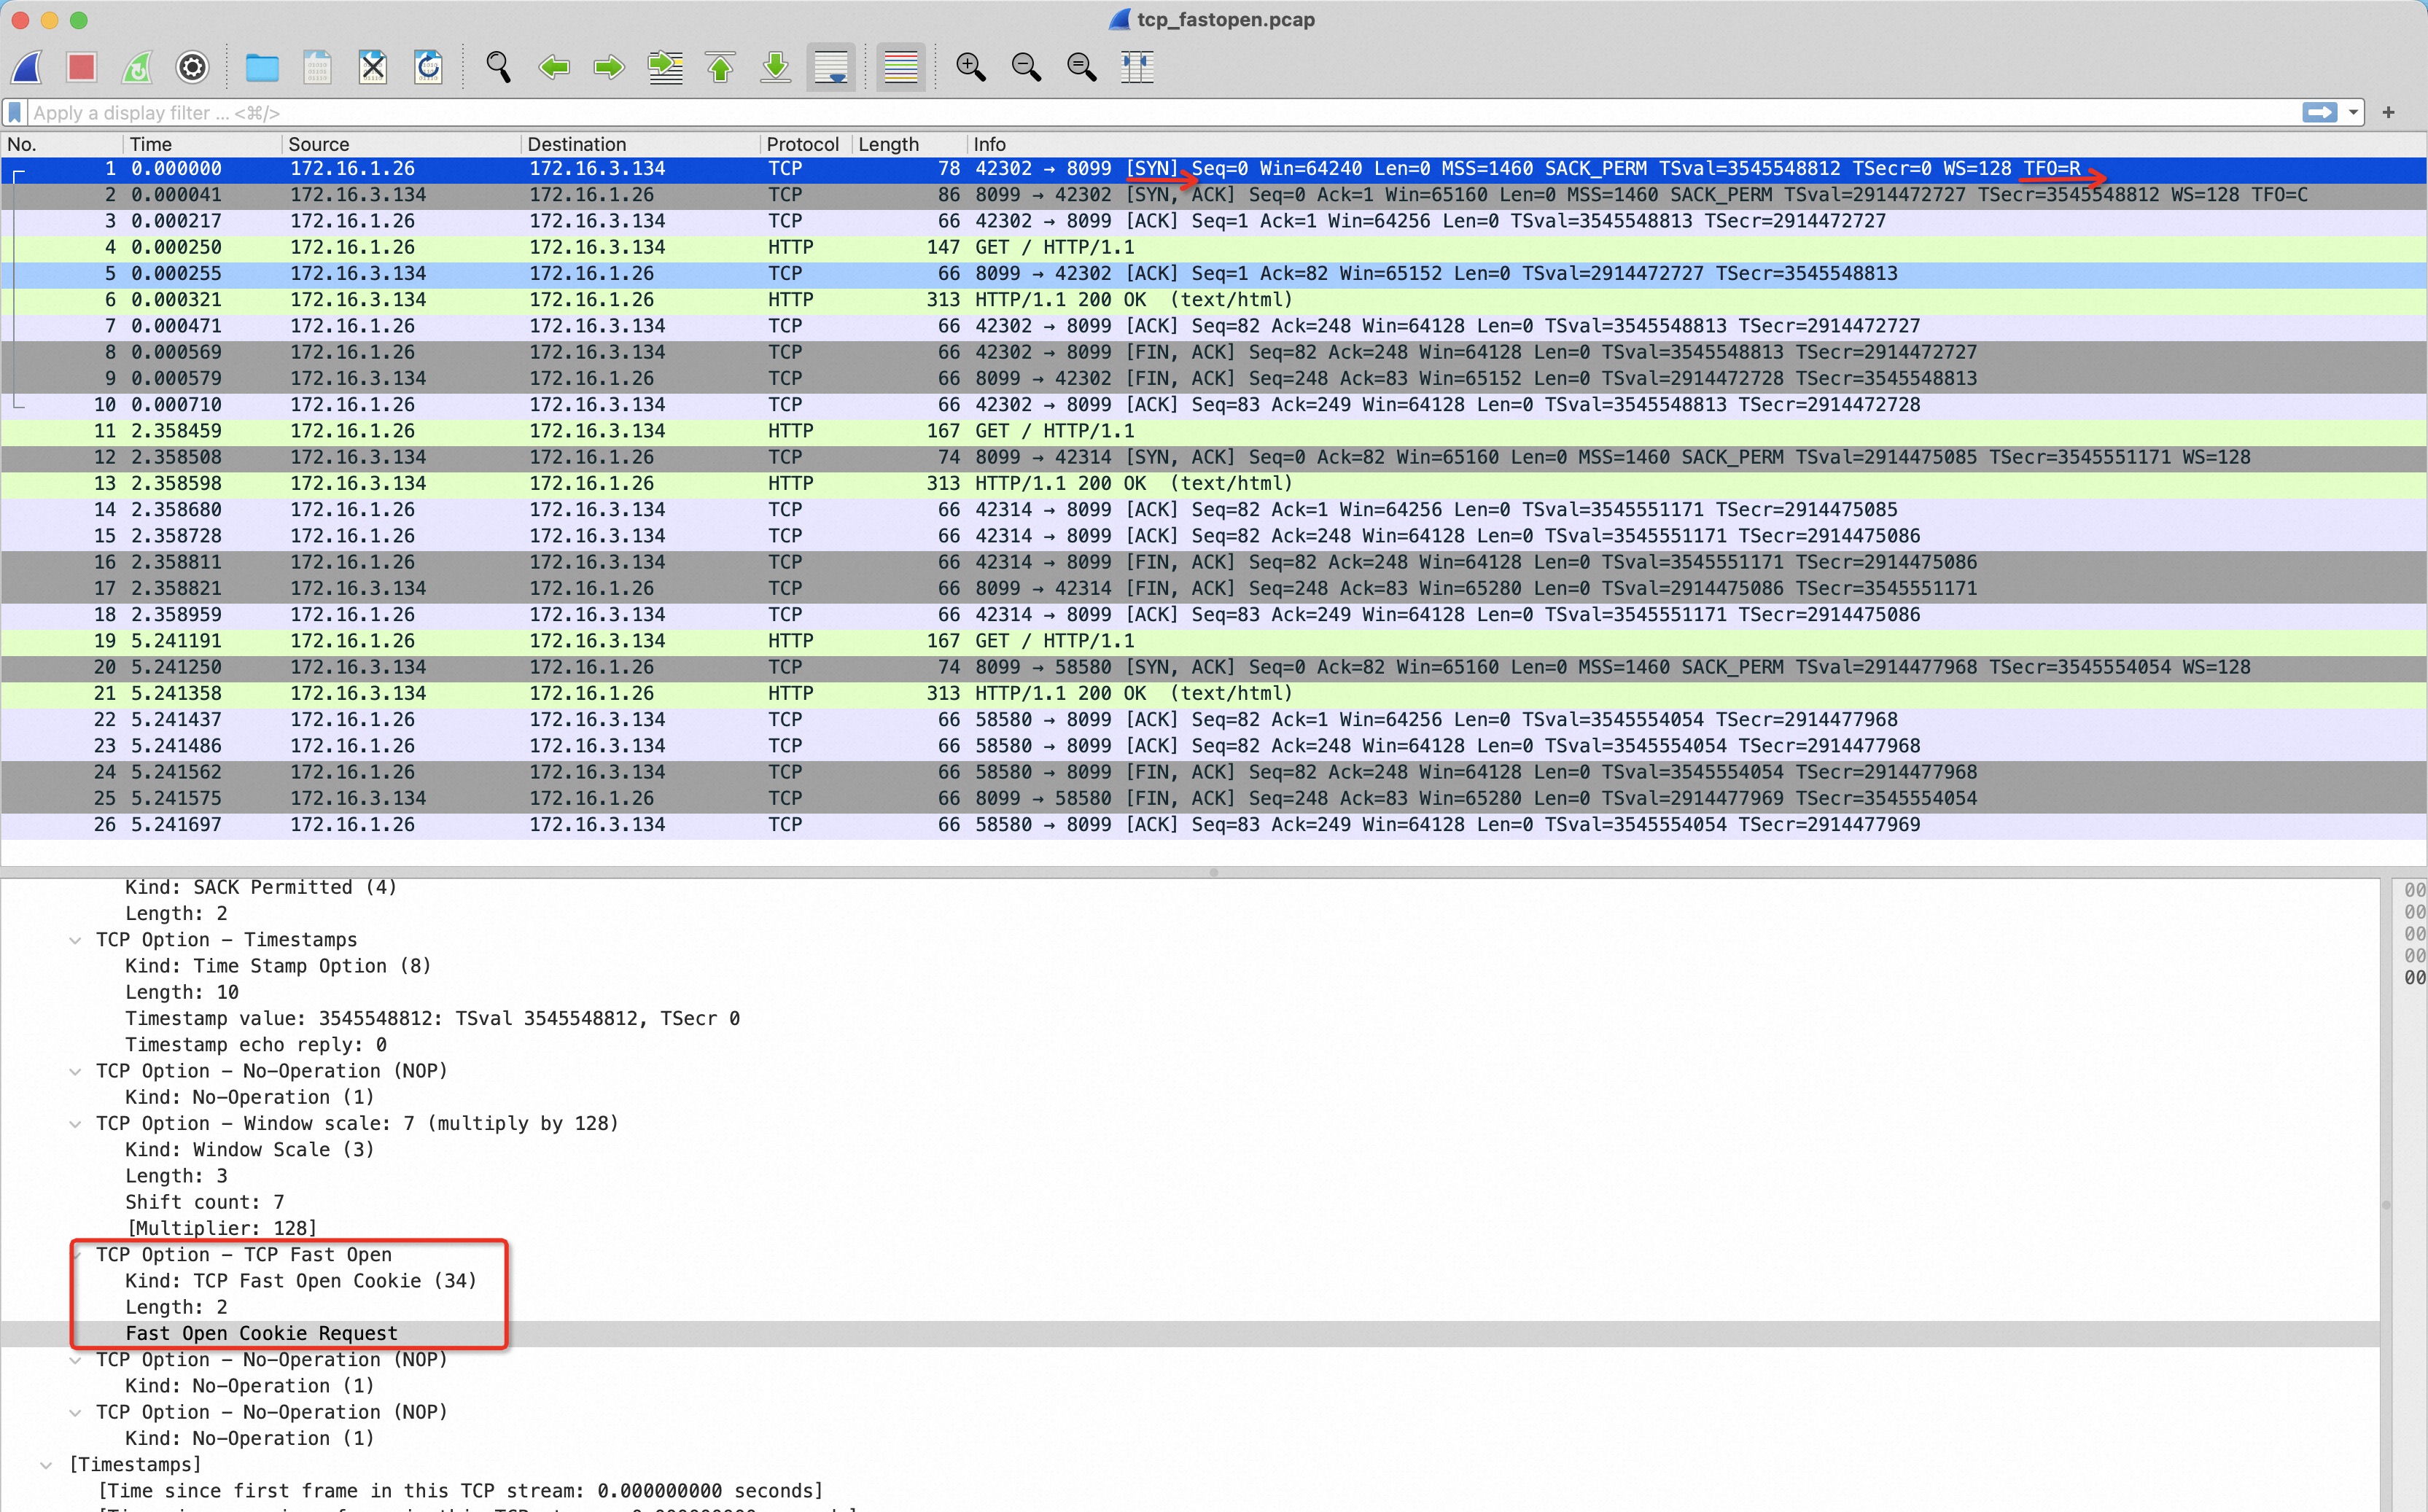 tcp_fastopen.pcap
Apply a display filter ... <⌘/>
No. Time Source Destination Protocol Length Info
1 0.000000 172.16.1.26 172.16.3.134 TCP 78 42302 → 8099 [SYN] Seq=0 Win=64240 Len=0 MSS=1460 SACK_PERM TSval=3545548812 TSecr=0 WS=128 TFO=R
2 0.000041 172.16.3.134 172.16.1.26 TCP 86 8099 → 42302 [SYN, ACK] Seq=0 Ack=1 Win=65160 Len=0 MSS=1460 SACK_PERM TSval=2914472727 TSecr=3545548812 WS=128 TFO=C
3 0.000217 172.16.1.26 172.16.3.134 TCP 66 42302 → 8099 [ACK] Seq=1 Ack=1 Win=64256 Len=0 TSval=3545548813 TSecr=2914472727
4 0.000250 172.16.1.26 172.16.3.134 HTTP 147 GET / HTTP/1.1
5 0.000255 172.16.3.134 172.16.1.26 TCP 66 8099 → 42302 [ACK] Seq=1 Ack=82 Win=65152 Len=0 TSval=2914472727 TSecr=3545548813
6 0.000321 172.16.3.134 172.16.1.26 HTTP 313 HTTP/1.1 200 OK (text/html)
7 0.000471 172.16.1.26 172.16.3.134 TCP 66 42302 → 8099 [ACK] Seq=82 Ack=248 Win=64128 Len=0 TSval=3545548813 TSecr=2914472727
8 0.000569 172.16.1.26 172.16.3.134 TCP 66 42302 → 8099 [FIN, ACK] Seq=82 Ack=248 Win=64128 Len=0 TSval=3545548813 TSecr=2914472727
9 0.000579 172.16.3.134 172.16.1.26 TCP 66 8099 → 42302 [FIN, ACK] Seq=248 Ack=83 Win=65152 Len=0 TSval=2914472728 TSecr=3545548813
10 0.000710 172.16.1.26 172.16.3.134 TCP 66 42302 → 8099 [ACK] Seq=83 Ack=249 Win=64128 Len=0 TSval=3545548813 TSecr=2914472728
11 2.358459 172.16.1.26 172.16.3.134 HTTP 167 GET / HTTP/1.1
12 2.358508 172.16.3.134 172.16.1.26 TCP 74 8099 → 42314 [SYN, ACK] Seq=0 Ack=82 Win=65160 Len=0 MSS=1460 SACK_PERM TSval=2914475085 TSecr=3545551171 WS=128
13 2.358598 172.16.3.134 172.16.1.26 HTTP 313 HTTP/1.1 200 OK (text/html)
14 2.358680 172.16.1.26 172.16.3.134 TCP 66 42314 → 8099 [ACK] Seq=82 Ack=1 Win=64256 Len=0 TSval=3545551171 TSecr=2914475085
15 2.358728 172.16.1.26 172.16.3.134 TCP 66 42314 → 8099 [ACK] Seq=82 Ack=248 Win=64128 Len=0 TSval=3545551171 TSecr=2914475086
16 2.358811 172.16.1.26 172.16.3.134 TCP 66 42314 → 8099 [FIN, ACK] Seq=82 Ack=248 Win=64128 Len=0 TSval=3545551171 TSecr=2914475086
17 2.358821 172.16.3.134 172.16.1.26 TCP 66 8099 → 42314 [FIN, ACK] Seq=248 Ack=83 Win=65280 Len=0 TSval=2914475086 TSecr=3545551171
18 2.358959 172.16.1.26 172.16.3.134 TCP 66 42314 → 8099 [ACK] Seq=83 Ack=249 Win=64128 Len=0 TSval=3545551171 TSecr=2914475086
19 5.241191 172.16.1.26 172.16.3.134 HTTP 167 GET / HTTP/1.1
20 5.241250 172.16.3.134 172.16.1.26 TCP 74 8099 → 58580 [SYN, ACK] Seq=0 Ack=82 Win=65160 Len=0 MSS=1460 SACK_PERM TSval=2914477968 TSecr=3545554054 WS=128
21 5.241358 172.16.3.134 172.16.1.26 HTTP 313 HTTP/1.1 200 OK (text/html)
22 5.241437 172.16.1.26 172.16.3.134 TCP 66 58580 → 8099 [ACK] Seq=82 Ack=1 Win=64256 Len=0 TSval=3545554054 TSecr=2914477968
23 5.241486 172.16.1.26 172.16.3.134 TCP 66 58580 → 8099 [ACK] Seq=82 Ack=248 Win=64128 Len=0 TSval=3545554054 TSecr=2914477968
24 5.241562 172.16.1.26 172.16.3.134 TCP 66 58580 → 8099 [FIN, ACK] Seq=82 Ack=248 Win=64128 Len=0 TSval=3545554054 TSecr=2914477968
25 5.241575 172.16.3.134 172.16.1.26 TCP 66 8099 → 58580 [FIN, ACK] Seq=248 Ack=83 Win=65280 Len=0 TSval=2914477969 TSecr=3545554054
26 5.241697 172.16.1.26 172.16.3.134 TCP 66 58580 → 8099 [ACK] Seq=83 Ack=249 Win=64128 Len=0 TSval=3545554054 TSecr=2914477969
Kind: SACK Permitted (4)
Length: 2
TCP Option – Timestamps
Kind: Time Stamp Option (8)
Length: 10
Timestamp value: 3545548812: TSval 3545548812, TSecr 0
Timestamp echo reply: 0
TCP Option – No-Operation (NOP)
Kind: No-Operation (1)
TCP Option – Window scale: 7 (multiply by 128)
Kind: Window Scale (3)
Length: 3
Shift count: 7
[Multiplier: 128]
TCP Option – TCP Fast Open
Kind: TCP Fast Open Cookie (34)
Length: 2
Fast Open Cookie Request
TCP Option – No-Operation (NOP)
Kind: No-Operation (1)
TCP Option – No-Operation (NOP)
Kind: No-Operation (1)
[Timestamps]
[Time since first frame in this TCP stream: 0.000000000 seconds]
00
00
00
00
00